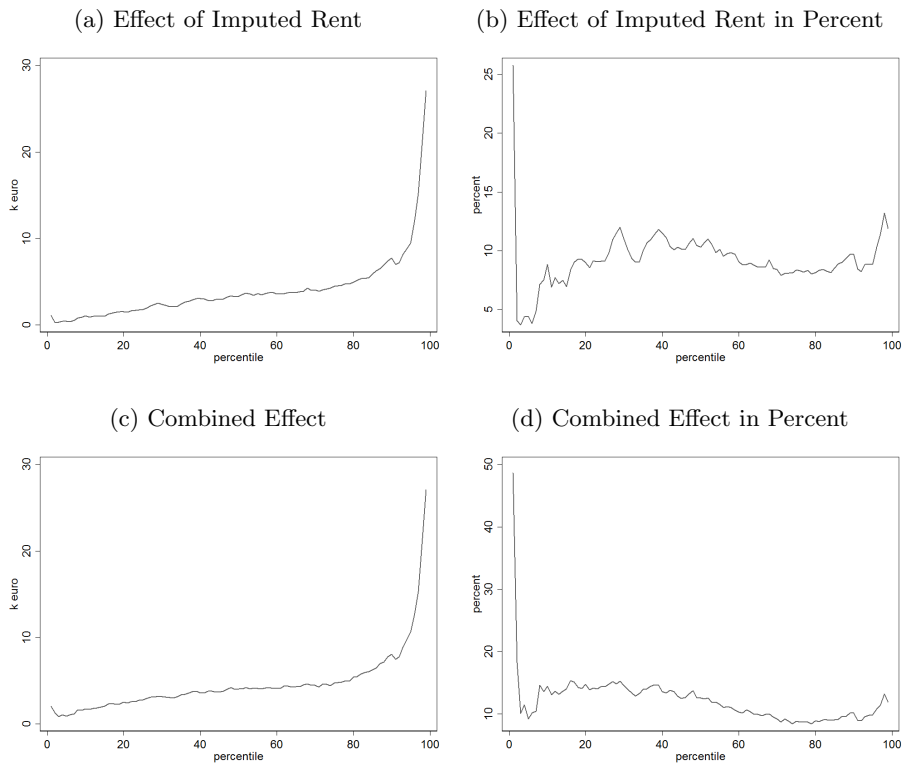 (a) Effect of Imputed Rent
30
20
10
0
k euro
0 20 40 60 80 100
percentile
(b) Effect of Imputed Rent in Percent
25
20
15
10
5
percent
0 20 40 60 80 100
percentile
(c) Combined Effect
30
20
10
0
k euro
0 20 40 60 80 100
percentile
(d) Combined Effect in Percent
50
40
30
20
10
percent
0 20 40 60 80 100
percentile